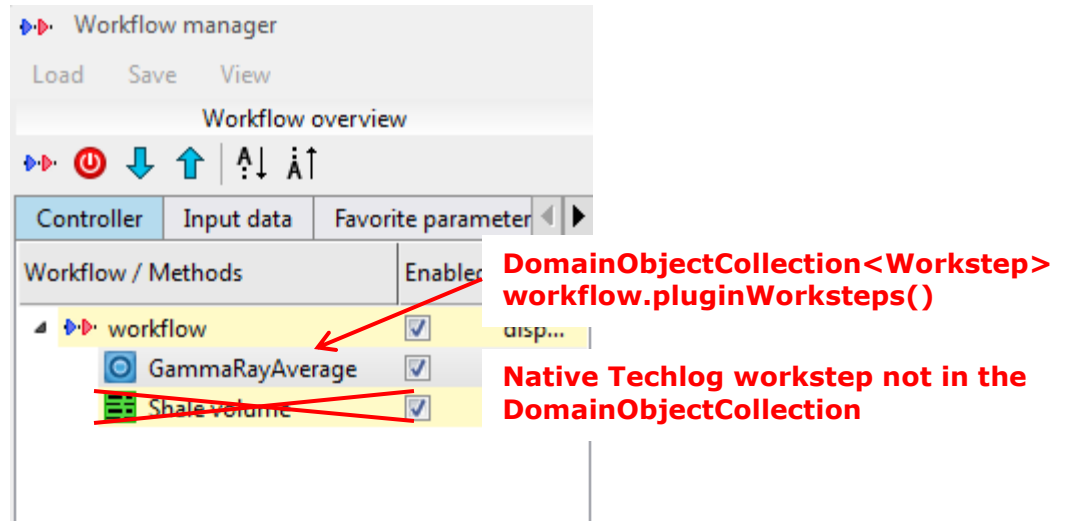 Workflow manager
Load Save View
Workflow overview
Controller Input data Favorite parameter
Workflow / Methods Enabled
DomainObjectCollection<Workstep>
workflow.pluginWorksteps()
workflow disp...
GammaRayAverage
Native Techlog workstep not in the
DomainObjectCollection
Shale volume